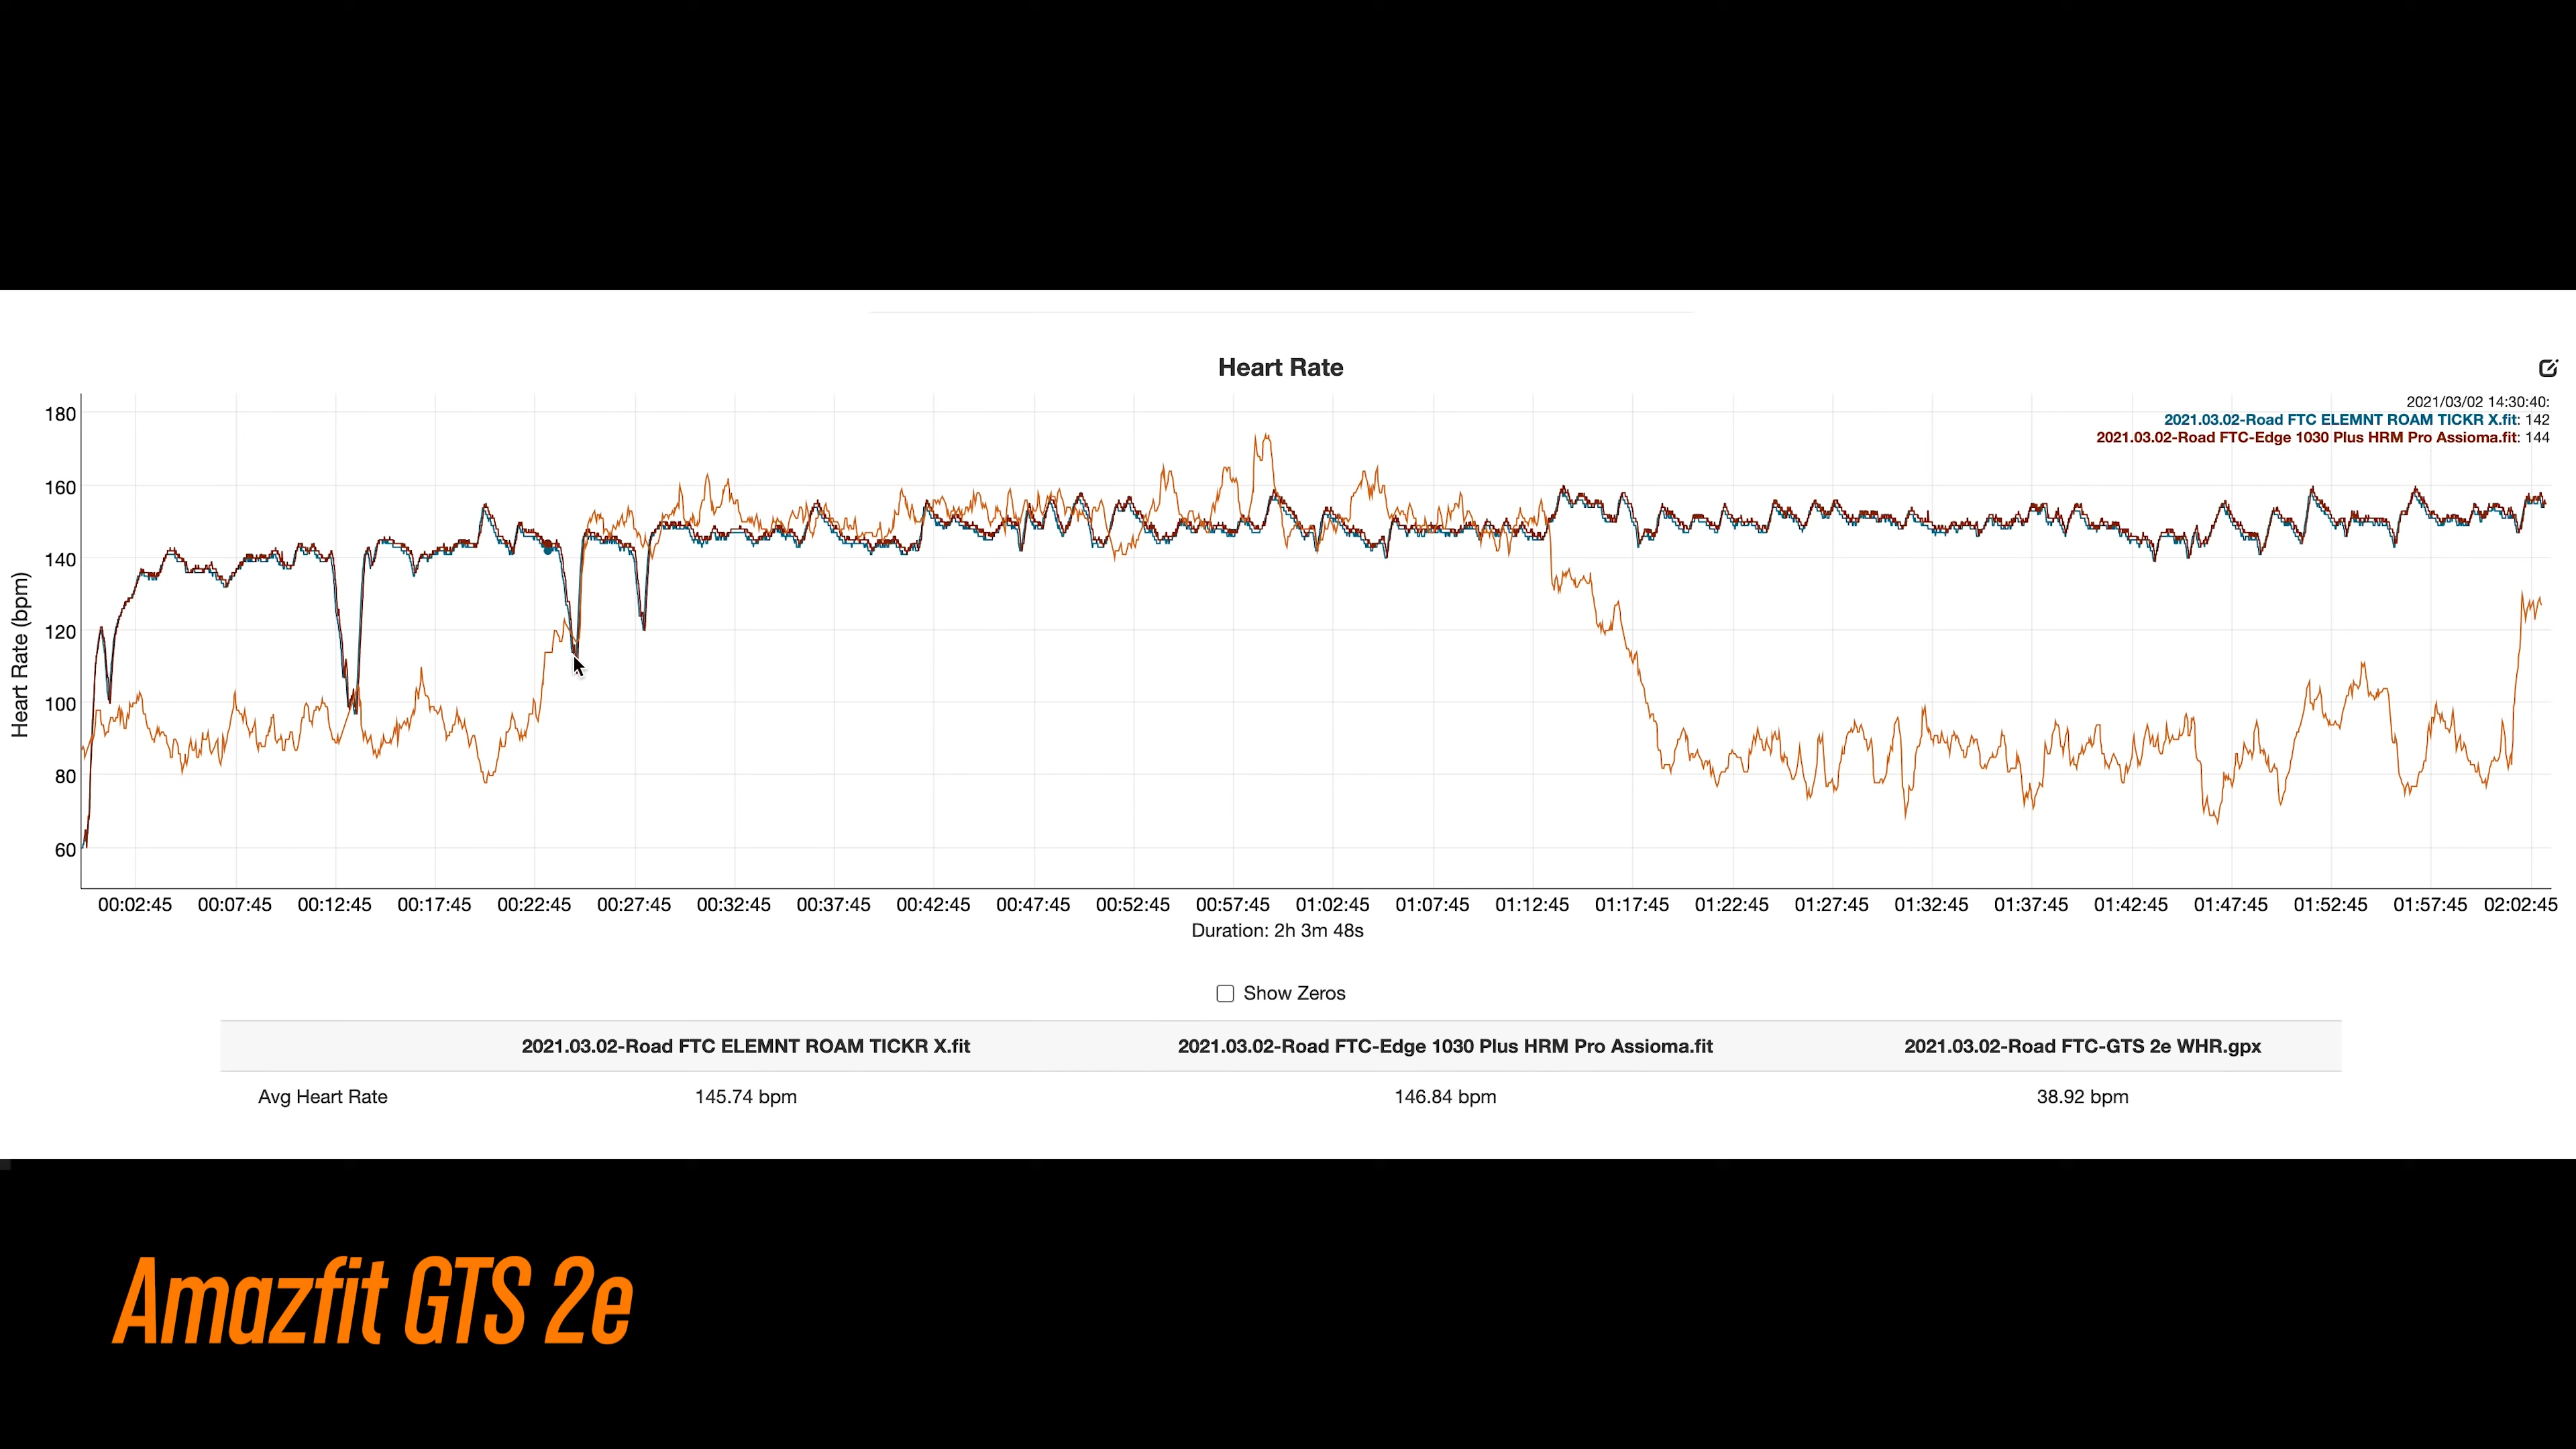 Heart Rate
2021/03/02 14:30:40:
2021.03.02-Road FTC ELEMNT ROAM TICKR X.fit: 142
2021.03.02-Road FTC-Edge 1030 Plus HRM Pro Assioma.fit: 144
180
160
140
120
100
80
60
Heart Rate (bpm)
00:02:45 00:07:45 00:12:45 00:17:45 00:22:45 00:27:45 00:32:45 00:37:45 00:42:45 00:47:45 00:52:45 00:57:45 01:02:45 01:07:45 01:12:45 01:17:45 01:22:45 01:27:45 01:32:45 01:37:45 01:42:45 01:47:45 01:52:45 01:57:45 02:02:45
Duration: 2h 3m 48s
Show Zeros
2021.03.02-Road FTC ELEMNT ROAM TICKR X.fit 2021.03.02-Road FTC-Edge 1030 Plus HRM Pro Assioma.fit 2021.03.02-Road FTC-GTS 2e WHR.gpx
Avg Heart Rate 145.74 bpm 146.84 bpm 38.92 bpm
Amazfit GTS 2e